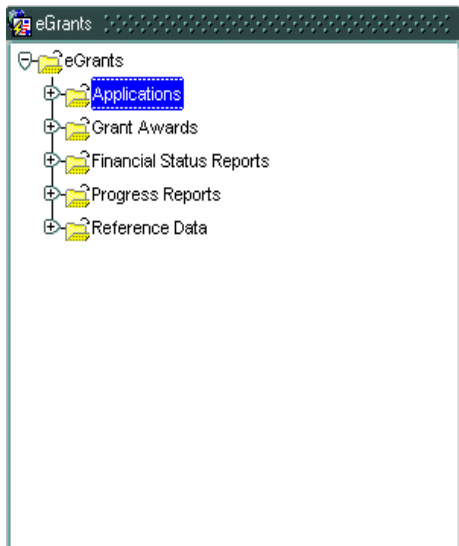 eGrants
eGrants
Applications
Grant Awards
Financial Status Reports
Progress Reports
Reference Data